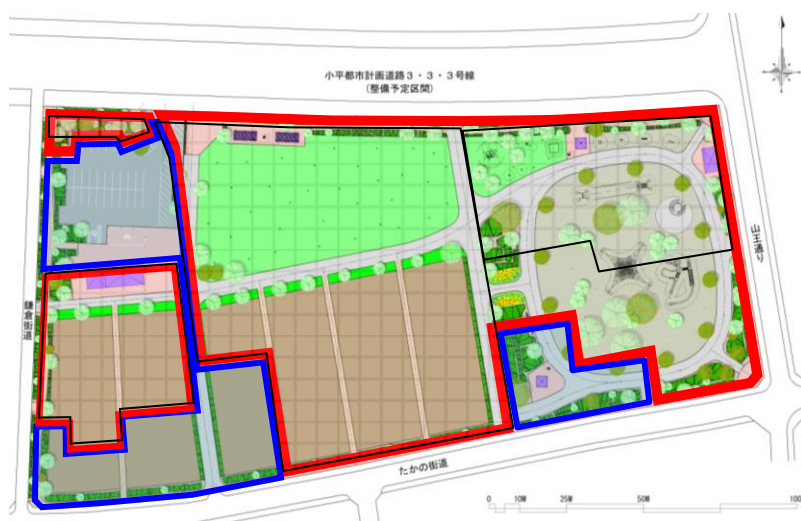 小平都市計画道路3・3・3号線
(整備予定区間)
山王通り
鎌倉街道
たかの街道
0 10M 25M 50M 100